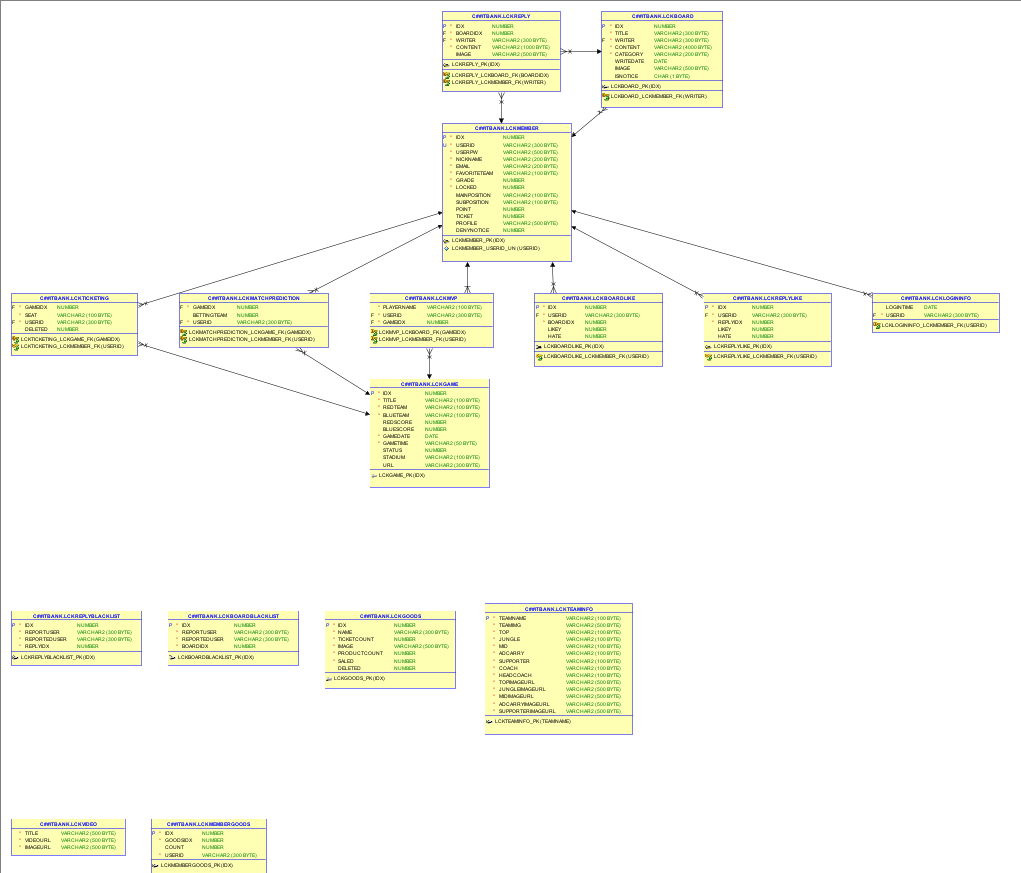 C##ITBANK.LCKREPLY
P * IDX NUMBER
F * BOARDIDX NUMBER
F * WRITER VARCHAR2 (300 BYTE)
* CONTENT VARCHAR2 (1000 BYTE)
IMAGE VARCHAR2 (500 BYTE)
LCKREPLY_PK (IDX)
LCKREPLY_LCKBOARD_FK (BOARDIDX)
LCKREPLY_LCKMEMBER_FK (WRITER)
C##ITBANK.LCKBOARD
P * IDX NUMBER
* TITLE VARCHAR2 (300 BYTE)
F * WRITER VARCHAR2 (300 BYTE)
* CONTENT VARCHAR2 (4000 BYTE)
* CATEGORY VARCHAR2 (200 BYTE)
WRITEDATE DATE
IMAGE VARCHAR2 (500 BYTE)
ISNOTICE CHAR (1 BYTE)
LCKBOARD_PK (IDX)
LCKBOARD_LCKMEMBER_FK (WRITER)
C##ITBANK.LCKMEMBER
P * IDX NUMBER
U * USERID VARCHAR2 (300 BYTE)
* USERPW VARCHAR2 (500 BYTE)
* NICKNAME VARCHAR2 (200 BYTE)
* EMAIL VARCHAR2 (200 BYTE)
* FAVORITETEAM VARCHAR2 (100 BYTE)
* GRADE NUMBER
* LOCKED NUMBER
MAINPOSITION VARCHAR2 (100 BYTE)
SUBPOSITION VARCHAR2 (100 BYTE)
POINT NUMBER
TICKET NUMBER
PROFILE VARCHAR2 (500 BYTE)
DENYNOTICE NUMBER
LCKMEMBER_PK (IDX)
LCKMEMBER_USERID_UN (USERID)
C##ITBANK.LCKTICKETING
F * GAMEIDX NUMBER
* SEAT VARCHAR2 (100 BYTE)
F * USERID VARCHAR2 (300 BYTE)
DELETED NUMBER
LCKTICKETING_LCKGAME_FK (GAMEIDX)
LCKTICKETING_LCKMEMBER_FK (USERID)
C##ITBANK.LCKMATCHPREDICTION
F * GAMEIDX NUMBER
BETTINGTEAM NUMBER
F * USERID VARCHAR2 (300 BYTE)
LCKMATCHPREDICTION_LCKGAME_FK (GAMEIDX)
LCKMATCHPREDICTION_LCKMEMBER_FK (USERID)
C##ITBANK.LCKMVP
* PLAYERNAME VARCHAR2 (100 BYTE)
F * USERID VARCHAR2 (300 BYTE)
F * GAMEIDX NUMBER
LCKMVP_LCKBOARD_FK (GAMEIDX)
LCKMVP_LCKMEMBER_FK (USERID)
C##ITBANK.LCKBOARDLIKE
P * IDX NUMBER
F * USERID VARCHAR2 (300 BYTE)
* BOARDIDX NUMBER
LIKEY NUMBER
HATE NUMBER
LCKBOARDLIKE_PK (IDX)
LCKBOARDLIKE_LCKMEMBER_FK (USERID)
C##ITBANK.LCKREPLYLIKE
P * IDX NUMBER
F * USERID VARCHAR2 (300 BYTE)
* REPLYIDX NUMBER
LIKEY NUMBER
HATE NUMBER
LCKREPLYLIKE_PK (IDX)
LCKREPLYLIKE_LCKMEMBER_FK (USERID)
C##ITBANK.LCKLOGININFO
LOGINTIME DATE
F * USERID VARCHAR2 (300 BYTE)
LCKLOGININFO_LCKMEMBER_FK (USERID)
C##ITBANK.LCKGAME
P * IDX NUMBER
* TITLE VARCHAR2 (100 BYTE)
* REDTEAM VARCHAR2 (100 BYTE)
* BLUETEAM VARCHAR2 (100 BYTE)
REDSCORE NUMBER
BLUESCORE NUMBER
* GAMEDATE DATE
* GAMETIME VARCHAR2 (50 BYTE)
STATUS NUMBER
STADIUM VARCHAR2 (100 BYTE)
URL VARCHAR2 (300 BYTE)
LCKGAME_PK (IDX)
C##ITBANK.LCKREPLYBLACKLIST
P * IDX NUMBER
* REPORTUSER VARCHAR2 (300 BYTE)
* REPORTEDUSER VARCHAR2 (300 BYTE)
* REPLYIDX NUMBER
LCKREPLYBLACKLIST_PK (IDX)
C##ITBANK.LCKBOARDBLACKLIST
P * IDX NUMBER
* REPORTUSER VARCHAR2 (300 BYTE)
* REPORTEDUSER VARCHAR2 (300 BYTE)
* BOARDIDX NUMBER
LCKBOARDBLACKLIST_PK (IDX)
C##ITBANK.LCKGOODS
P * IDX NUMBER
* NAME VARCHAR2 (300 BYTE)
* TICKETCOUNT NUMBER
* IMAGE VARCHAR2 (500 BYTE)
* PRODUCTCOUNT NUMBER
* SALED NUMBER
DELETED NUMBER
LCKGOODS_PK (IDX)
C##ITBANK.LCKTEAMINFO
P * TEAMNAME VARCHAR2 (100 BYTE)
* TEAMIMG VARCHAR2 (500 BYTE)
* TOP VARCHAR2 (100 BYTE)
* JUNGLE VARCHAR2 (100 BYTE)
* MID VARCHAR2 (100 BYTE)
* ADCARRY VARCHAR2 (100 BYTE)
* SUPPORTER VARCHAR2 (100 BYTE)
* COACH VARCHAR2 (100 BYTE)
* HEADCOACH VARCHAR2 (100 BYTE)
* TOPIMAGEURL VARCHAR2 (500 BYTE)
* JUNGLEIMAGEURL VARCHAR2 (500 BYTE)
* MIDIMAGEURL VARCHAR2 (500 BYTE)
* ADCARRYIMAGEURL VARCHAR2 (500 BYTE)
* SUPPORTERIMAGEURL VARCHAR2 (500 BYTE)
LCKTEAMINFO_PK (TEAMNAME)
C##ITBANK.LCKVIDEO
* TITLE VARCHAR2 (500 BYTE)
* VIDEOURL VARCHAR2 (500 BYTE)
* IMAGEURL VARCHAR2 (500 BYTE)
C##ITBANK.LCKMEMBERGOODS
P * IDX NUMBER
* GOODSIDX NUMBER
COUNT NUMBER
* USERID VARCHAR2 (300 BYTE)
LCKMEMBERGOODS_PK (IDX)